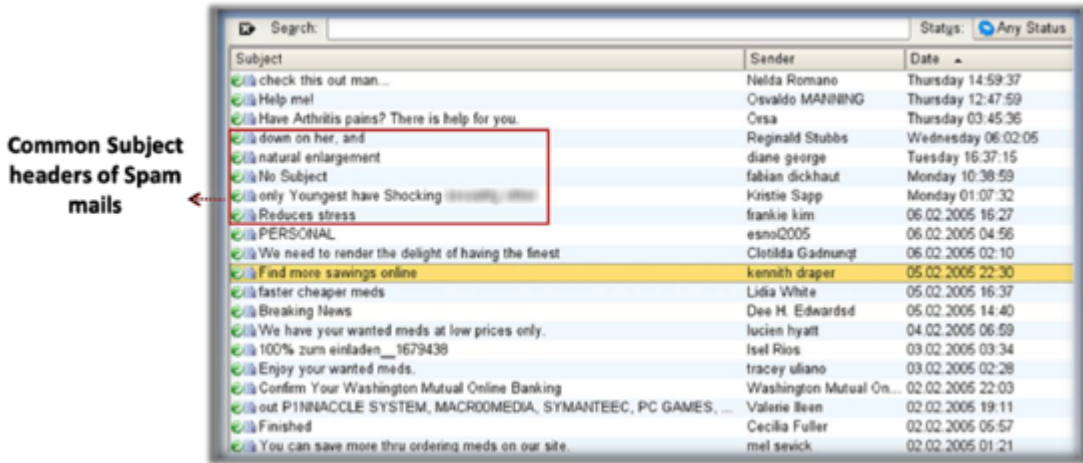 Search:
Status: Any Status
Subject Sender Date
check this out man... Nelda Romano Thursday 14:59:37
Help me! Osvaldo MANNING Thursday 12:47:59
Have Arthritis pains? There is help for you. Orsa Thursday 03:45:36
down on her, and Reginald Stubbs Wednesday 06:02:05
natural enlargement diane george Tuesday 16:37:15
No Subject fabian dickhaut Monday 10:38:59
only Youngest have Shocking Kristie Sapp Monday 01:07:32
Reduces stress frankie kim 06.02.2005 16:27
PERSONAL esnol2005 06.02.2005 04:56
We need to render the delight of having the finest Clotilda Gadnungt 06.02.2005 02:10
Find more sawings online kennith draper 05.02.2005 22:30
faster cheaper meds Lidia White 05.02.2005 16:37
Breaking News Dee H. Edwardsd 05.02.2005 14:40
We have your wanted meds at low prices only. lucien hyatt 04.02.2005 06:59
100% zum einladen__1679438 Isel Rios 03.02.2005 03:34
Enjoy your wanted meds. tracey uliano 03.02.2005 02:28
Confirm Your Washington Mutual Online Banking Washington Mutual On... 02.02.2005 22:03
out P1NNACCLE SYSTEM, MACR00MEDIA, SYMANTEEC, PC GAMES, ... Valerie Ileen 02.02.2005 19:11
Finished Cecilia Fuller 02.02.2005 05:57
You can save more thru ordering meds on our site. mel sevick 02.02.2005 01:21
Common Subject
headers of Spam
mails